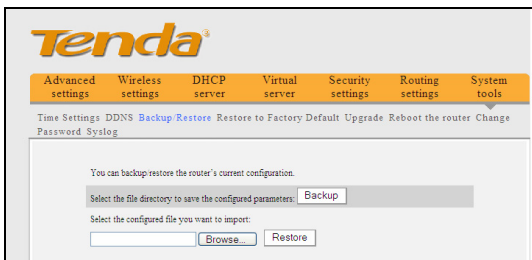 Tenda®
Advanced settings Wireless settings DHCP server Virtual server Security settings Routing settings System tools
Time Settings DDNS Backup/Restore Restore to Factory Default Upgrade Reboot the router Change
Password Syslog
You can backup/restore the router's current configuration.
Select the file directory to save the configured parameters: Backup
Select the configured file you want to import:
Browse... Restore